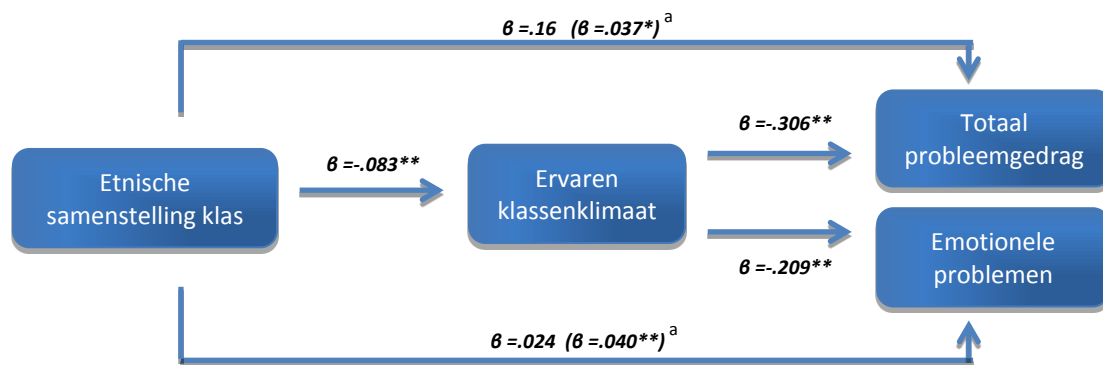 β =.16 (β =.037*) a
Etnische
samenstelling klas
β =-.083**
Ervaren
klassenklimaat
β =-.306**
Totaal
probleemgedrag
β =-.209**
Emotionele
problemen
β =.024 (β =.040**) a